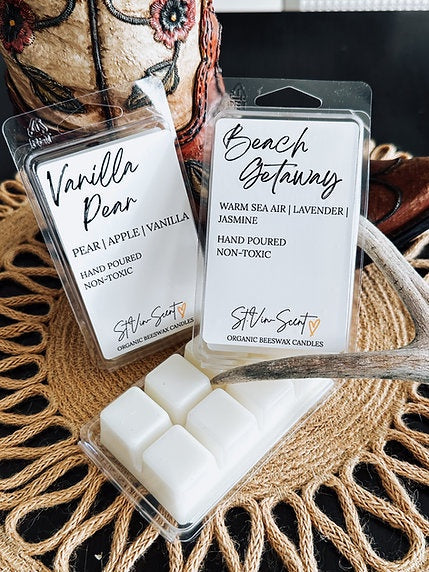 Vanilla
Pear
PEAR | APPLE | VANILLA
HAND POURED
NON-TOXIC
St Vin-Scent
ORGANIC BEESWAX CANDLES
Beach
Getaway
WARM SEA AIR | LAVENDER |
JASMINE
HAND POURED
NON-TOXIC
St Vin-Scent
ORGANIC BEESWAX CANDLES